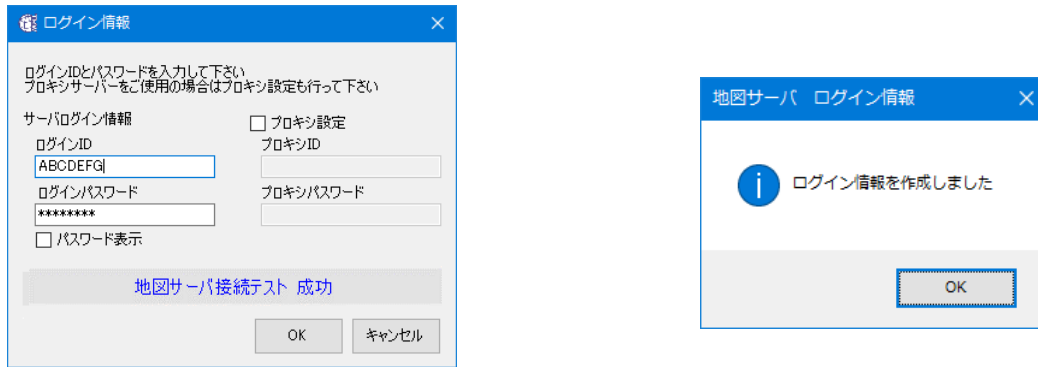 ログイン情報
ログインIDとパスワードを入力して下さい
プロキシサーバーをご使用の場合はプロキシ設定も行って下さい
サーバログイン情報
プロキシ設定
ログインID
プロキシID
ABCDEFG
ログインパスワード
プロキシパスワード
********
パスワード表示
地図サーバ接続テスト 成功
OK
キャンセル
地図サーバ ログイン情報
ログイン情報を作成しました
OK